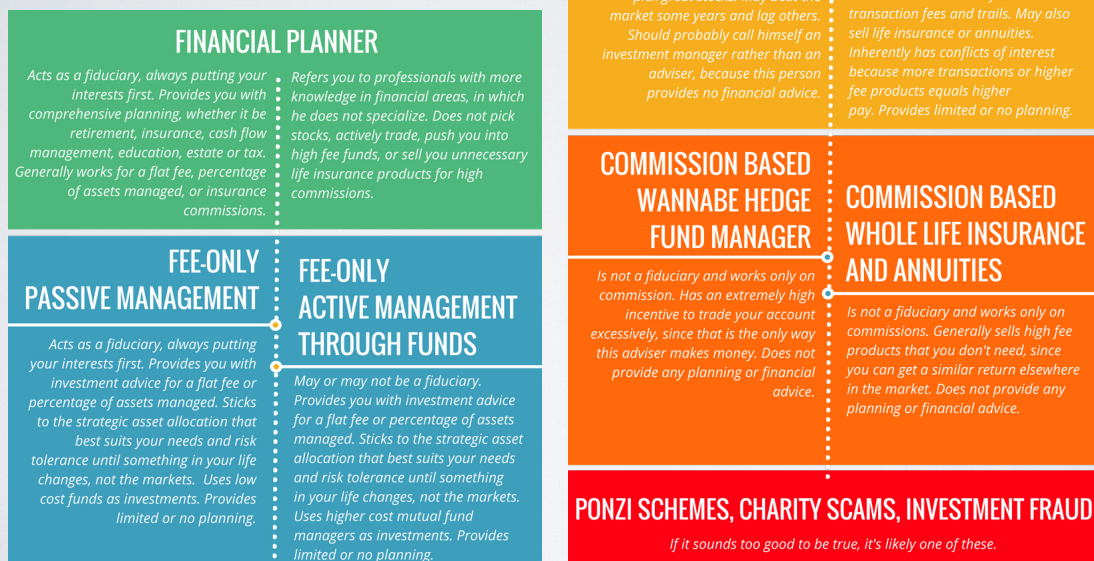 FINANCIAL PLANNER
Acts as a fiduciary, always putting your
interests first. Provides you with
comprehensive planning, whether it be
retirement, insurance, cash flow
management, education, estate or tax.
Generally works for a flat fee, percentage
of assets managed, or insurance
commissions.
Refers you to professionals with more
knowledge in financial areas, in which
he does not specialize. Does not pick
stocks, actively trade, push you into
high fee funds, or sell you unnecessary
life insurance products for high
commissions.
FEE-ONLY
PASSIVE MANAGEMENT
Acts as a fiduciary, always putting
your interests first. Provides you with
investment advice for a flat fee or
percentage of assets managed. Sticks
to the strategic asset allocation that
best suits your needs and risk
tolerance until something in your life
changes, not the markets. Uses low
cost funds as investments. Provides
limited or no planning.
FEE-ONLY
ACTIVE MANAGEMENT
THROUGH FUNDS
May or may not be a fiduciary.
Provides you with investment advice
for a flat fee or percentage of assets
managed. Sticks to the strategic asset
allocation that best suits your needs
and risk tolerance until something
in your life changes, not the markets.
Uses higher cost mutual fund
managers as investments. Provides
limited or no planning.
market some years and lag others.
Should probably call himself an
investment manager rather than an
adviser, because this person
provides no financial advice.
transaction fees and trails. May also
sell life insurance or annuities.
Inherently has conflicts of interest
because more transactions or higher
fee products equals higher
pay. Provides limited or no planning.
COMMISSION BASED
WANNABE HEDGE
FUND MANAGER
Is not a fiduciary and works only on
commission. Has an extremely high
incentive to trade your account
excessively, since that is the only way
this adviser makes money. Does not
provide any planning or financial
advice.
COMMISSION BASED
WHOLE LIFE INSURANCE
AND ANNUITIES
Is not a fiduciary and works only on
commissions. Generally sells high fee
products that you don't need, since
you can get a similar return elsewhere
in the market. Does not provide any
planning or financial advice.
PONZI SCHEMES, CHARITY SCAMS, INVESTMENT FRAUD
If it sounds too good to be true, it's likely one of these.